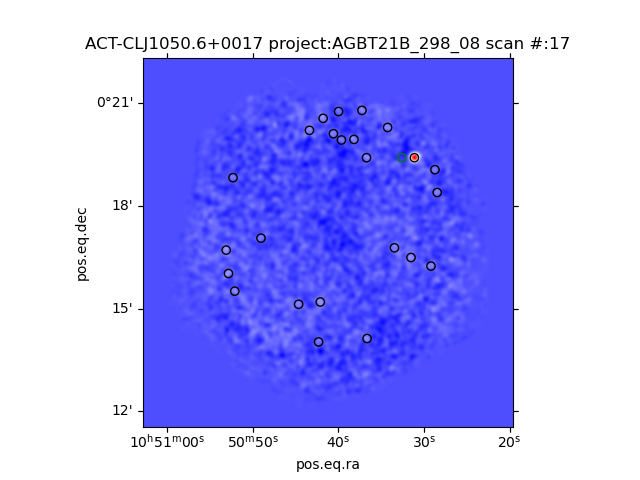 ACT-CLJ1050.6+0017 project:AGBT21B_298_08 scan #:17
0°21'
18'
15'
12'
pos.eq.dec
10ʰ51ᵐ00ˢ 50ᵐ50ˢ 40ˢ 30ˢ 20ˢ
pos.eq.ra